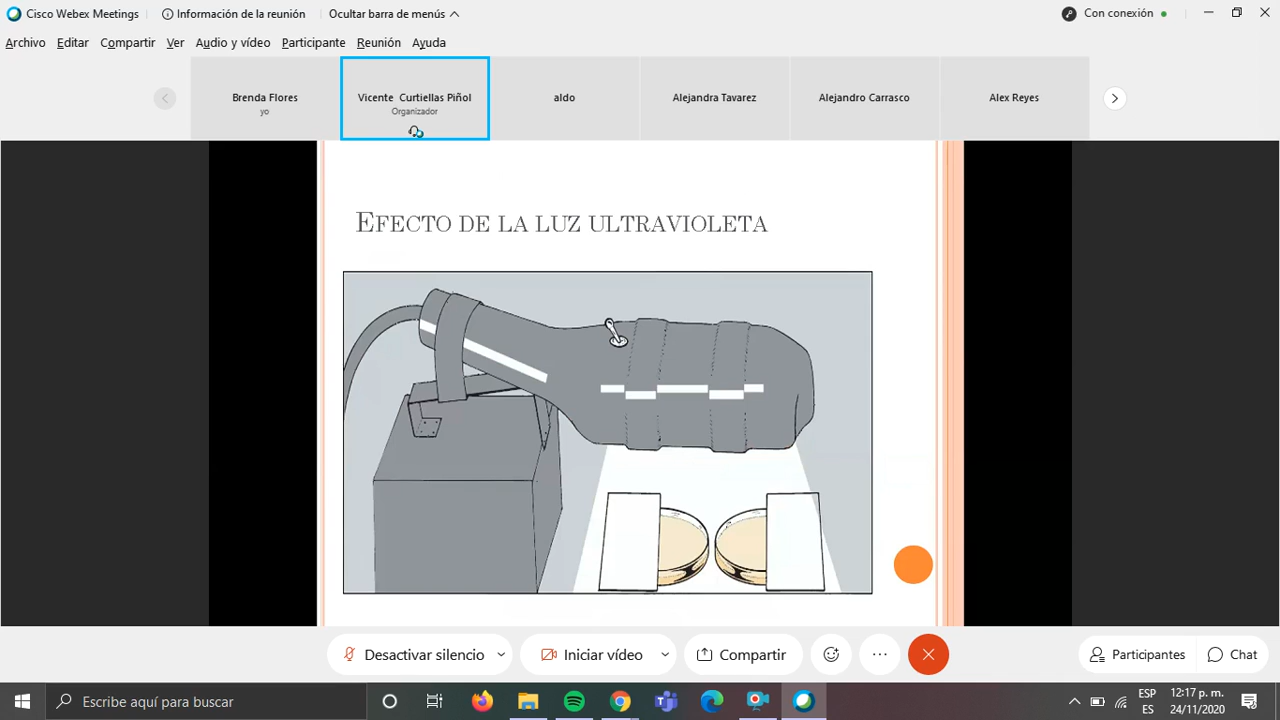 Cisco Webex Meetings
Información de la reunión
Ocultar barra de menús
Con conexión
Archivo Editar Compartir Ver Audio y vídeo Participante Reunión Ayuda
Brenda Flores
yo
Vicente Curtiellas Piñol
Organizador
aldo
Alejandra Tavarez
Alejandro Carrasco
Alex Reyes
EFECTO DE LA LUZ ULTRAVIOLETA
Desactivar silencio
Iniciar vídeo
Compartir
Participantes
Chat
Escribe aquí para buscar
ESP
ES
12:17 p. m.
24/11/2020